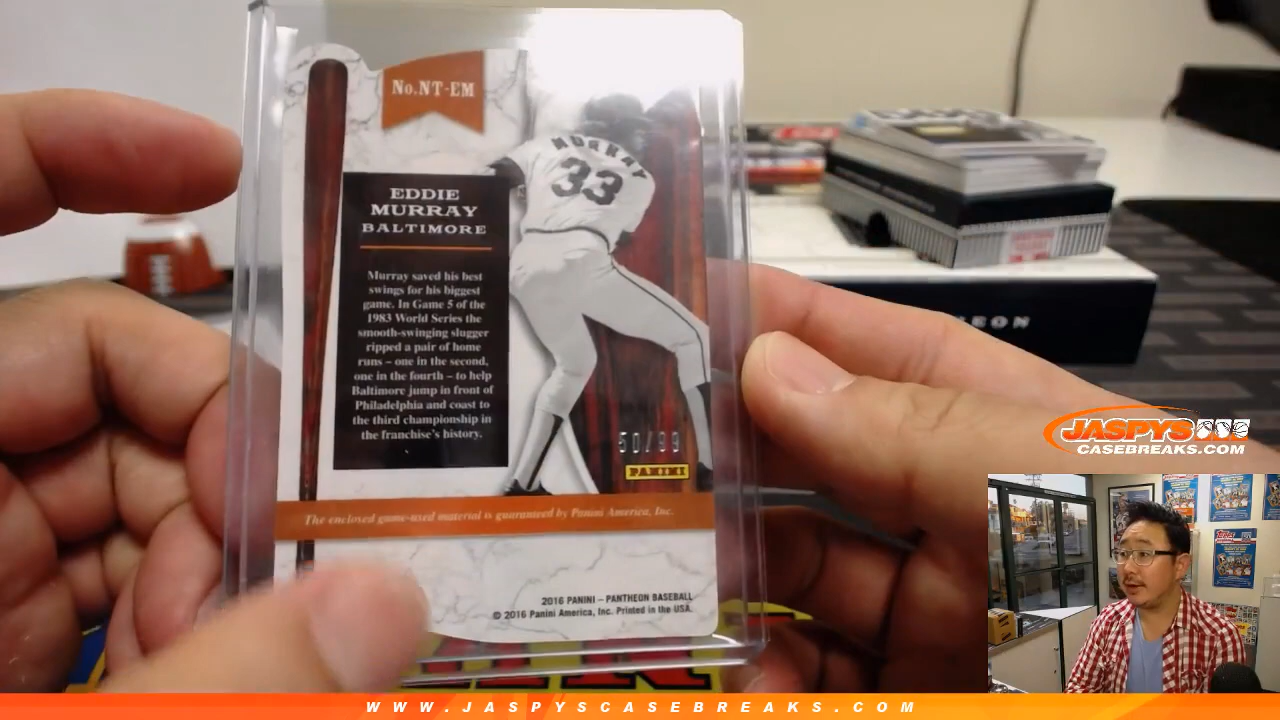 No.NT-EM
MURRAY
33
EDDIE
MURRAY
BALTIMORE
Murray saved his best
swings for his biggest
game. In Game 5 of the
1983 World Series the
smooth-swinging slugger
ripped a pair of home
runs – one in the second,
one in the fourth – to help
Baltimore jump in front of
Philadelphia and coast to
the third championship in
the franchise's history.
50/99
PANINI
The enclosed game-used material is guaranteed by Panini America, Inc.
2016 PANINI – PANTHEON BASEBALL
© 2016 Panini America, Inc. Printed in the USA.
JASPYS
CASEBREAKS.COM
WWW.JASPYSCASEBREAKS.COM